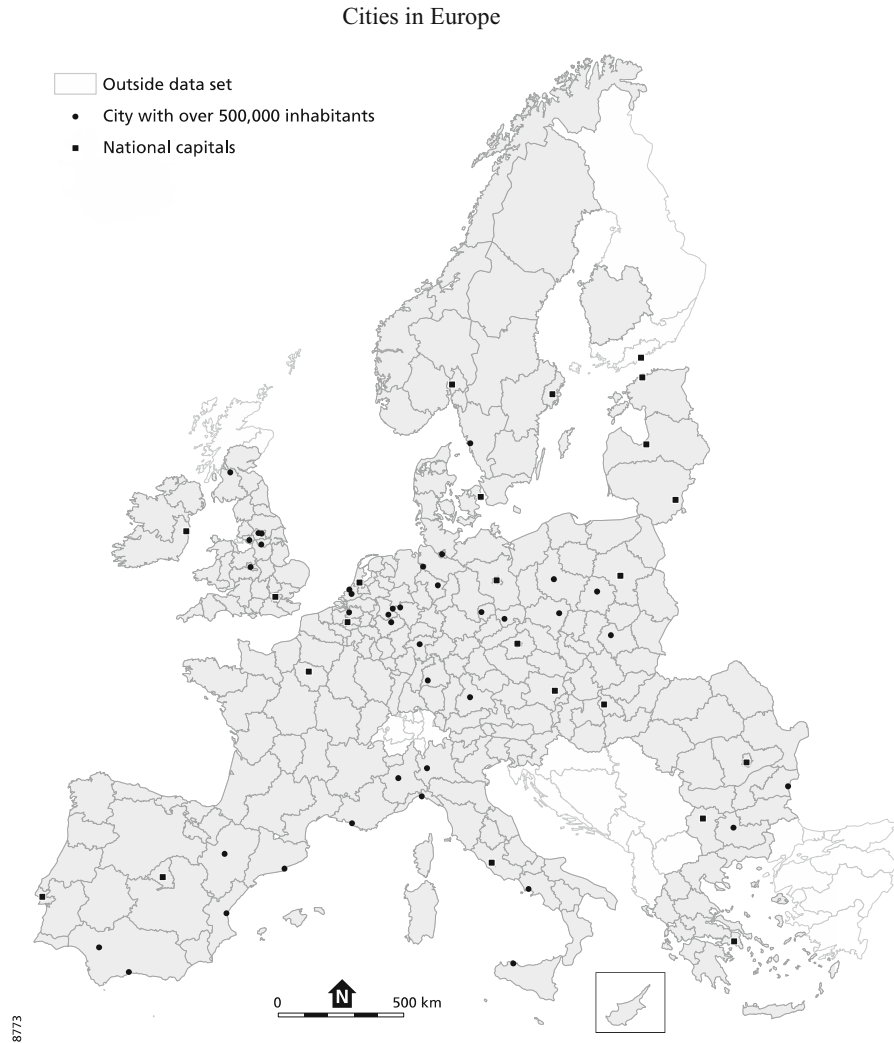 Cities in Europe
Outside data set
City with over 500,000 inhabitants
National capitals
N
0 500 km
8773